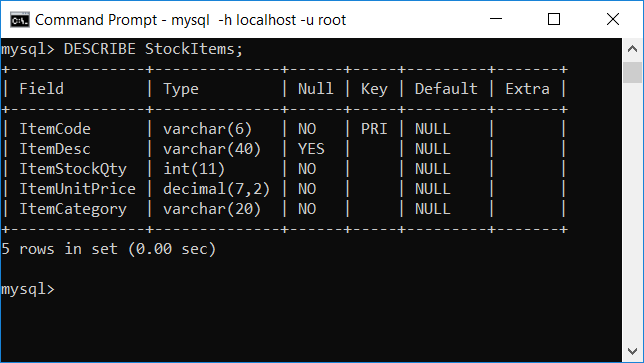 Command Prompt - mysql  -h localhost -u root
mysql> DESCRIBE StockItems;
+---------------+--------------+------+-----+---------+-------+
| Field         | Type         | Null | Key | Default | Extra |
+---------------+--------------+------+-----+---------+-------+
| ItemCode      | varchar(6)   | NO   | PRI | NULL    |       |
| ItemDesc      | varchar(40)  | YES  |     | NULL    |       |
| ItemStockQty  | int(11)      | NO   |     | NULL    |       |
| ItemUnitPrice | decimal(7,2) | NO   |     | NULL    |       |
| ItemCategory  | varchar(20)  | NO   |     | NULL    |       |
+---------------+--------------+------+-----+---------+-------+
5 rows in set (0.00 sec)
mysql>